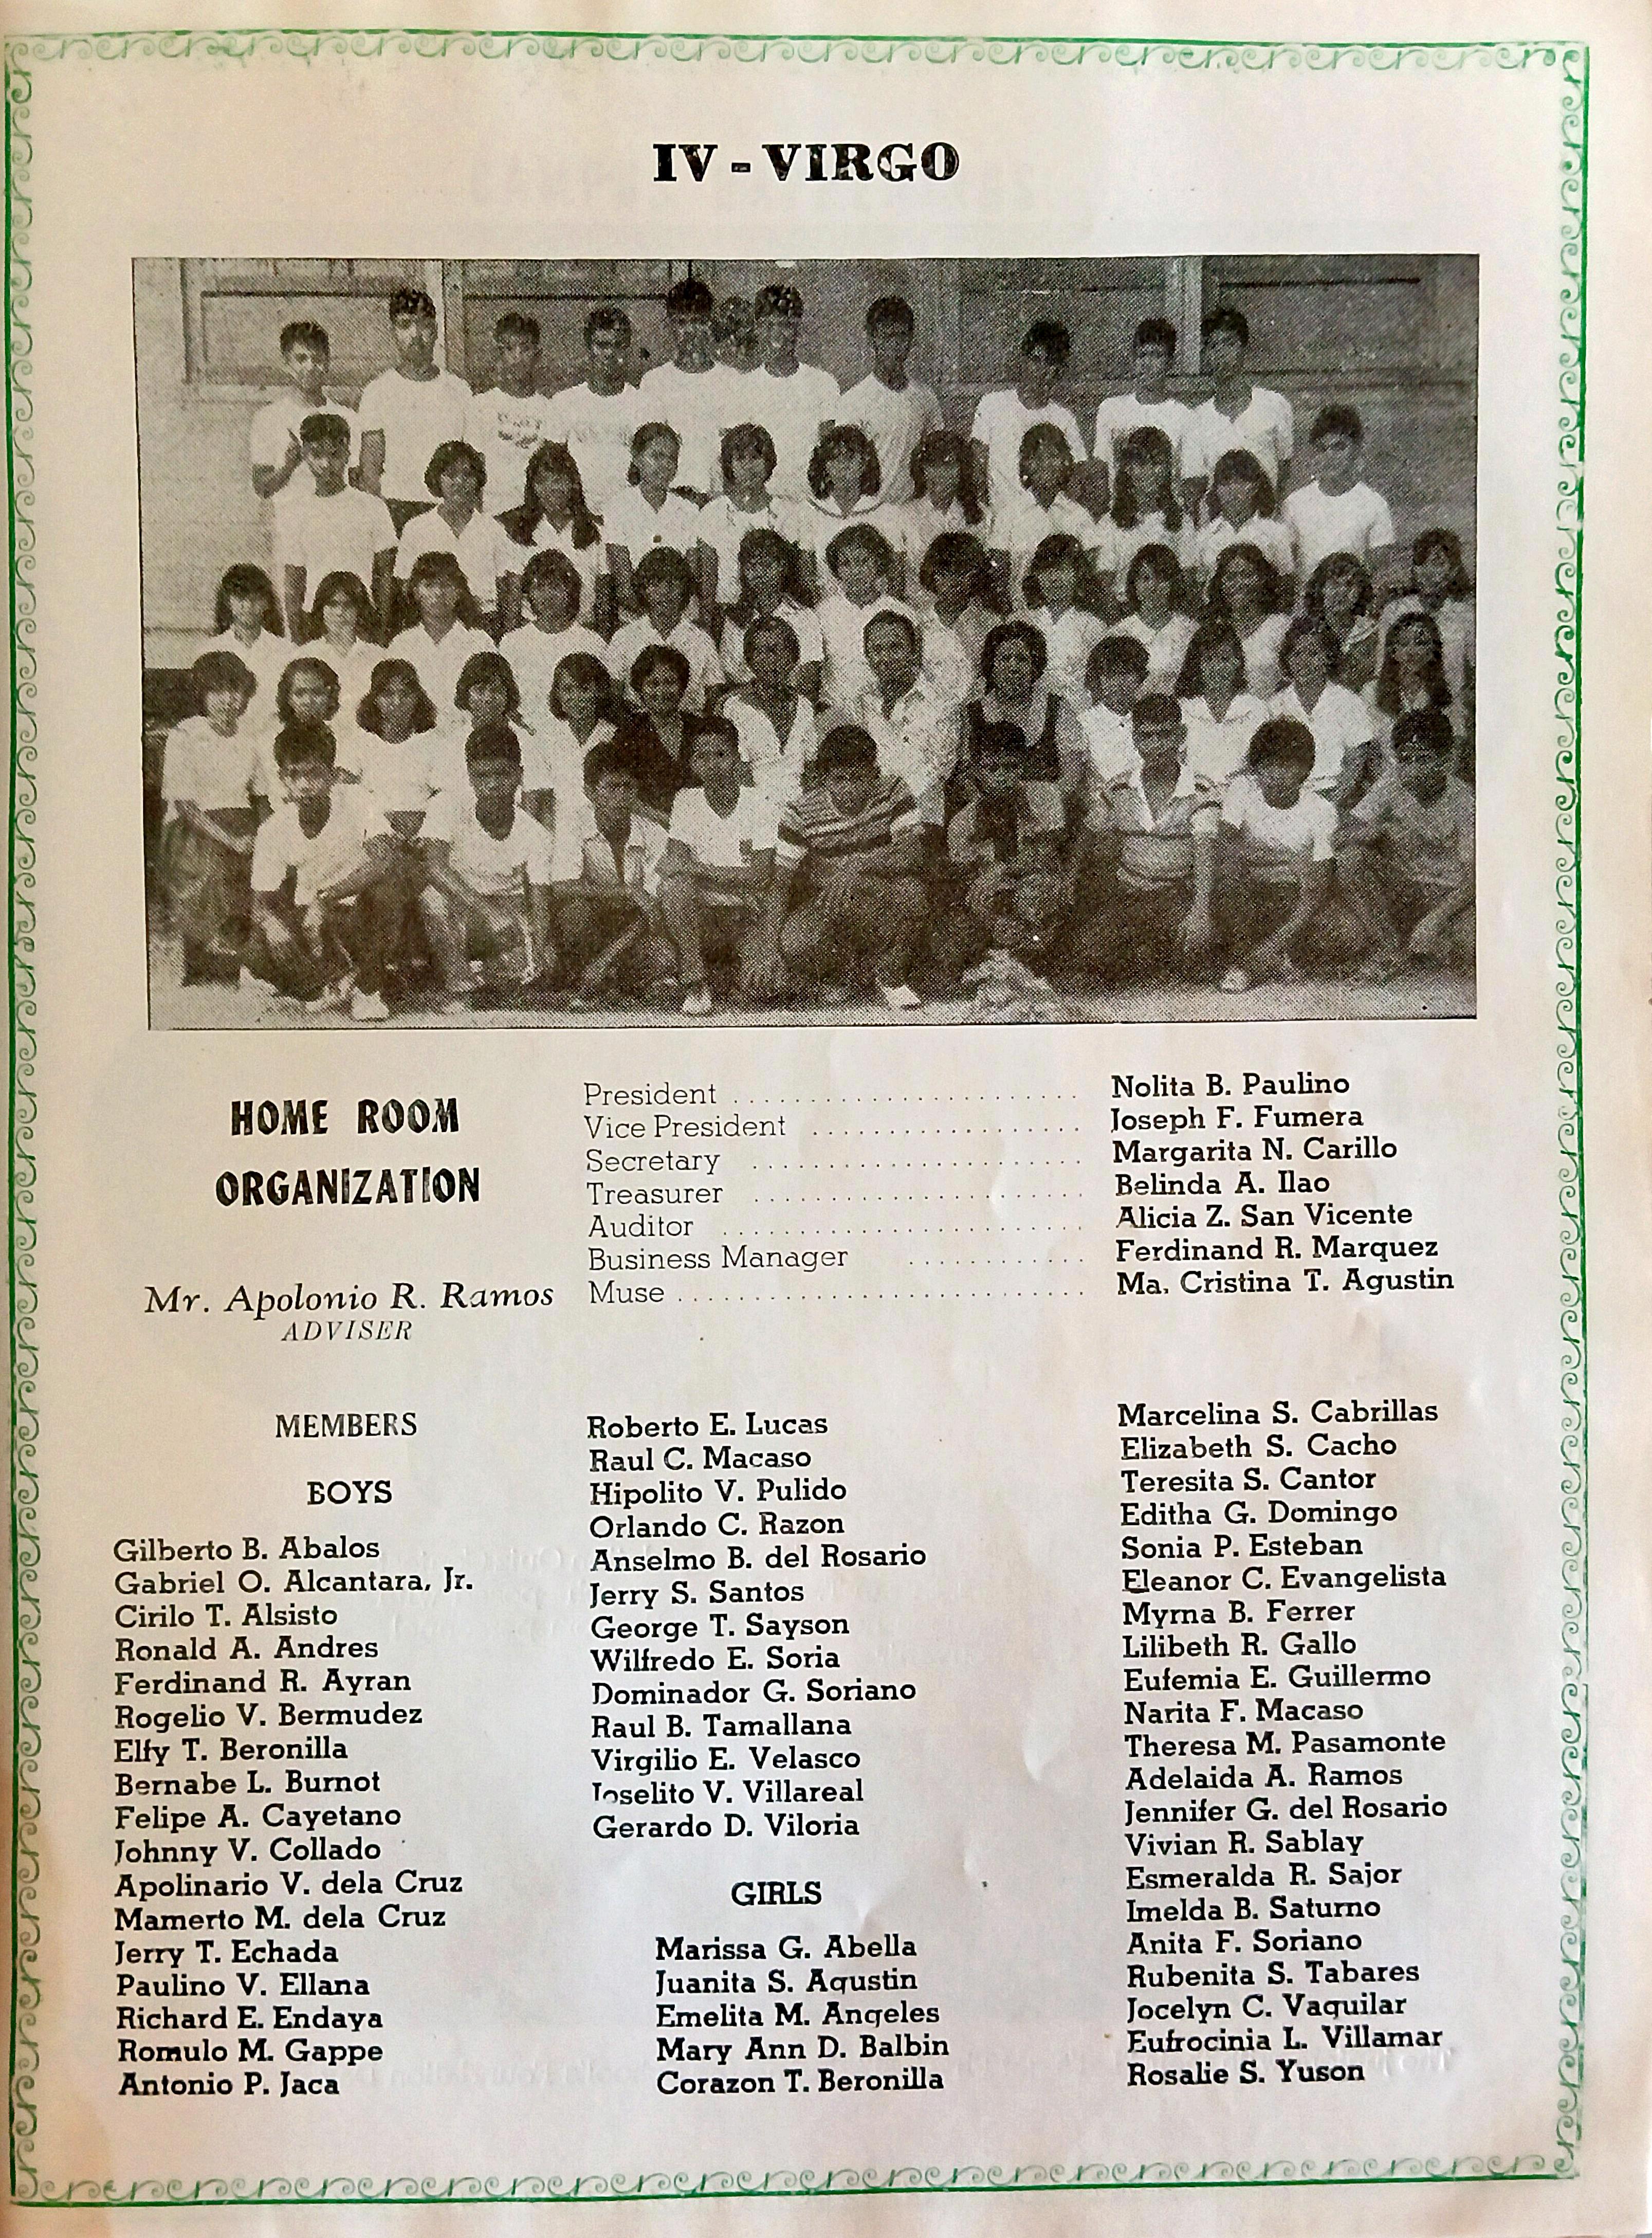 IV - VIRGO
HOME ROOM
ORGANIZATION
Mr. Apolonio R. Ramos
ADVISER
President ........................ Nolita B. Paulino
Vice President ................... Joseph F. Fumera
Secretary ....................... Margarita N. Carillo
Treasurer ....................... Belinda A. Ilao
Auditor ......................... Alicia Z. San Vicente
Business Manager ............ Ferdinand R. Marquez
Muse ............................ Ma. Cristina T. Agustin
MEMBERS
BOYS
Gilberto B. Abalos
Gabriel O. Alcantara, Jr.
Cirilo T. Alsisto
Ronald A. Andres
Ferdinand R. Ayran
Rogelio V. Bermudez
Elfy T. Beronilla
Bernabe L. Burnot
Felipe A. Cayetano
Johnny V. Collado
Apolinario V. dela Cruz
Mamerto M. dela Cruz
Jerry T. Echada
Paulino V. Ellana
Richard E. Endaya
Romulo M. Gappe
Antonio P. Jaca
Roberto E. Lucas
Raul C. Macaso
Hipolito V. Pulido
Orlando C. Razon
Anselmo B. del Rosario
Jerry S. Santos
George T. Sayson
Wilfredo E. Soria
Dominador G. Soriano
Raul B. Tamallana
Virgilio E. Velasco
Joselito V. Villareal
Gerardo D. Viloria
GIRLS
Marissa G. Abella
Juanita S. Agustin
Emelita M. Angeles
Mary Ann D. Balbin
Corazon T. Beronilla
Marcelina S. Cabrillas
Elizabeth S. Cacho
Teresita S. Cantor
Editha G. Domingo
Sonia P. Esteban
Eleanor C. Evangelista
Myrna B. Ferrer
Lilibeth R. Gallo
Eufemia E. Guillermo
Narita F. Macaso
Theresa M. Pasamonte
Adelaida A. Ramos
Jennifer G. del Rosario
Vivian R. Sablay
Esmeralda R. Sajor
Imelda B. Saturno
Anita F. Soriano
Rubenita S. Tabares
Jocelyn C. Vaquilar
Eufrocinia L. Villamar
Rosalie S. Yuson